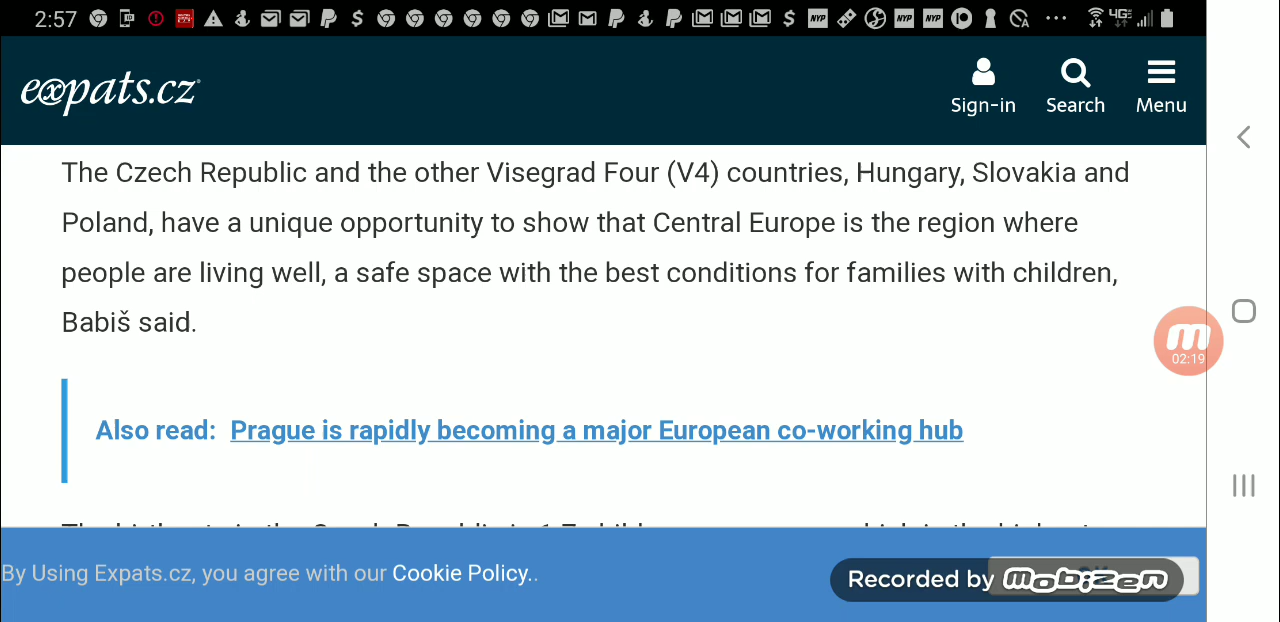 2:57
NYP NYP NYP 4GE
expats.cz
Sign-in Search Menu
The Czech Republic and the other Visegrad Four (V4) countries, Hungary, Slovakia and
Poland, have a unique opportunity to show that Central Europe is the region where
people are living well, a safe space with the best conditions for families with children,
Babiš said.
02:19
Also read: Prague is rapidly becoming a major European co-working hub
By Using Expats.cz, you agree with our Cookie Policy..
Recorded by mobizen